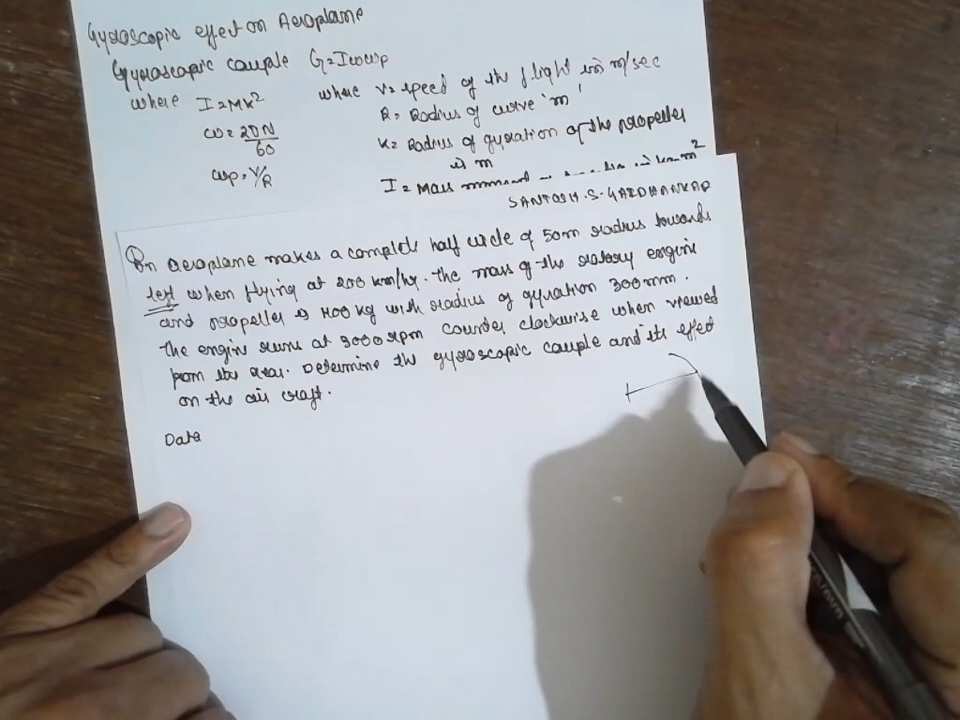 Gyroscopic effect on Aeroplane
Gyroscopic couple G=Iωωp
where I=Mk² where V=speed of the flight in m/sec
R= Radius of curve 'm'
ω=2πN/60
K= Radius of gyration of the propeller
is m
ωp=V/R
I= Mass m²
SANTOSH.S.GAIDHANKAR
An aeroplane makes a complete half circle of 50m radius towards
left when flying at 200 km/hr. The mass of the rotary engine
and propeller is 400 kg with radius of gyration 300mm.
The engine runs at 3000 rpm counter clockwise when viewed
from the rear. Determine the gyroscopic couple and its effect
on the air craft.
Data